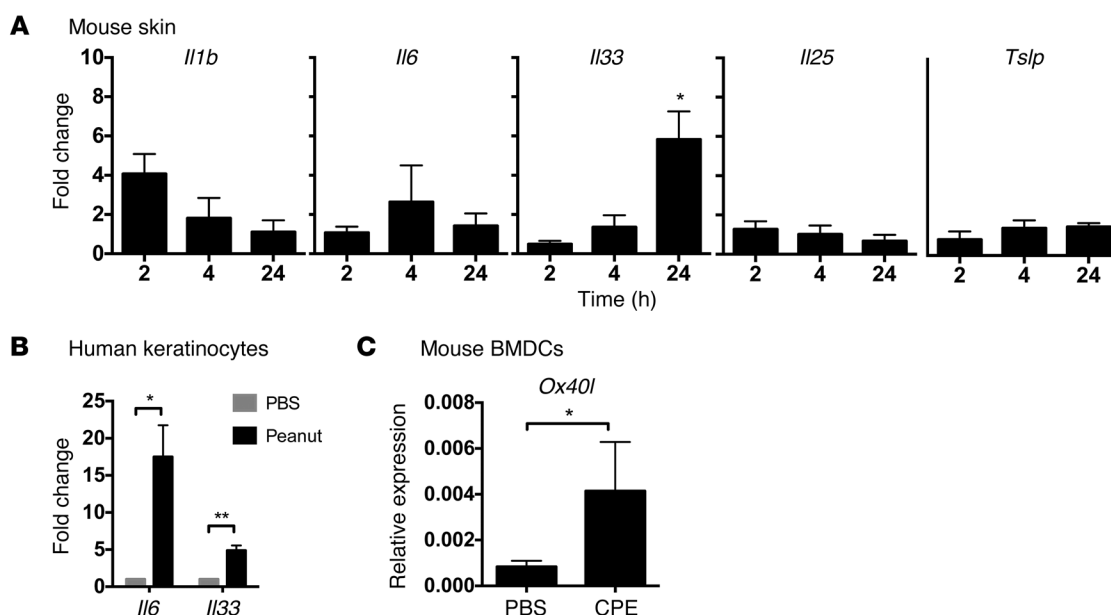 A Mouse skin
Il1b Il6 Il33 Il25 Tslp
10
8
6
4
2
0
Fold change
*
2 4 24 2 4 24 2 4 24 2 4 24 2 4 24
Time (h)
B Human keratinocytes
25
20
15
10
5
0
Fold change
*
**
PBS
Peanut
Il6 Il33
C Mouse BMDCs
Ox40l
0.008
0.006
0.004
0.002
0.000
Relative expression
*
PBS CPE